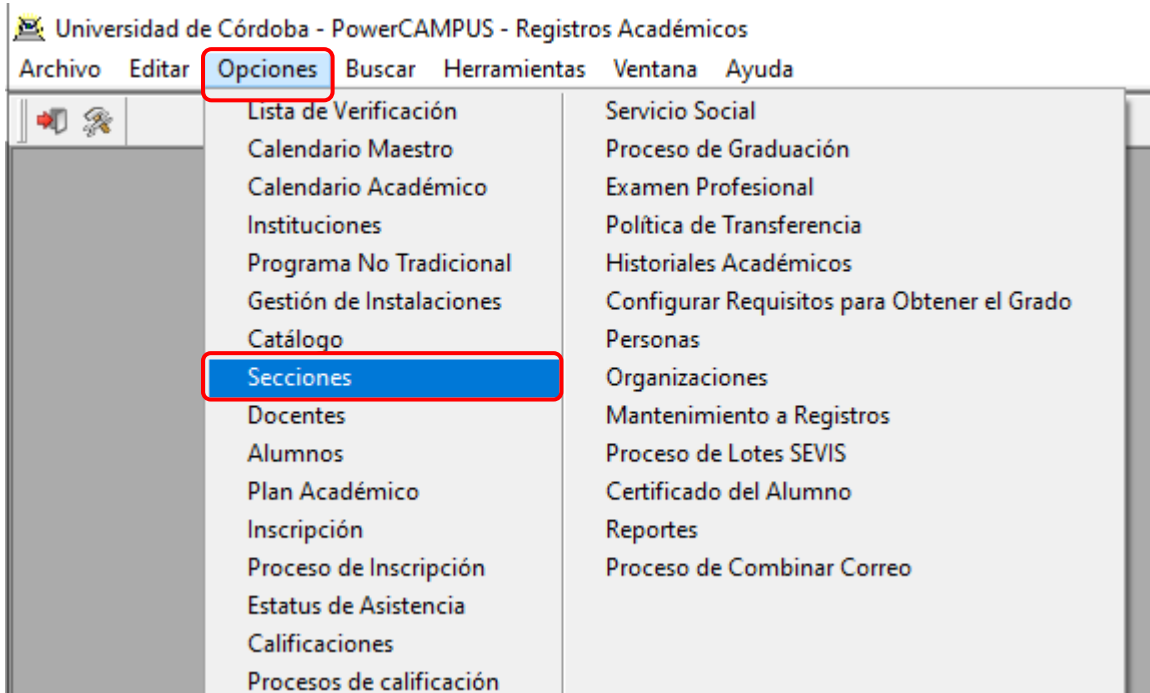 Universidad de Córdoba - PowerCAMPUS - Registros Académicos
Archivo Editar Opciones Buscar Herramientas Ventana Ayuda
Lista de Verificación
Calendario Maestro
Calendario Académico
Instituciones
Programa No Tradicional
Gestión de Instalaciones
Catálogo
Secciones
Docentes
Alumnos
Plan Académico
Inscripción
Proceso de Inscripción
Estatus de Asistencia
Calificaciones
Procesos de calificación
Servicio Social
Proceso de Graduación
Examen Profesional
Política de Transferencia
Historiales Académicos
Configurar Requisitos para Obtener el Grado
Personas
Organizaciones
Mantenimiento a Registros
Proceso de Lotes SEVIS
Certificado del Alumno
Reportes
Proceso de Combinar Correo